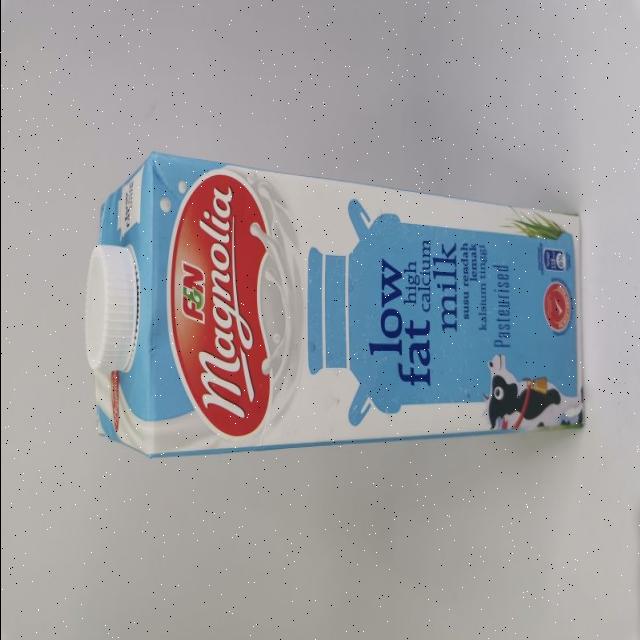 F&N
Magnolia
low
fat
high
calcium
milk
susu rendah
lemak
kalsium tinggi
Pasteurised